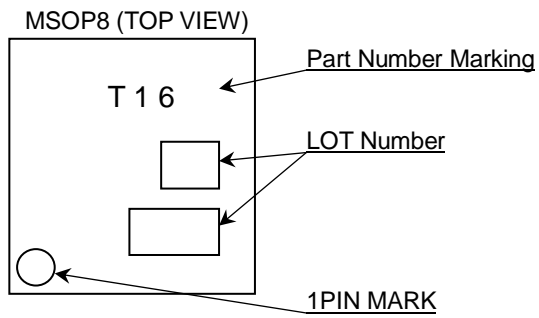 MSOP8 (TOP VIEW)
Part Number Marking
T 1 6
LOT Number
1PIN MARK